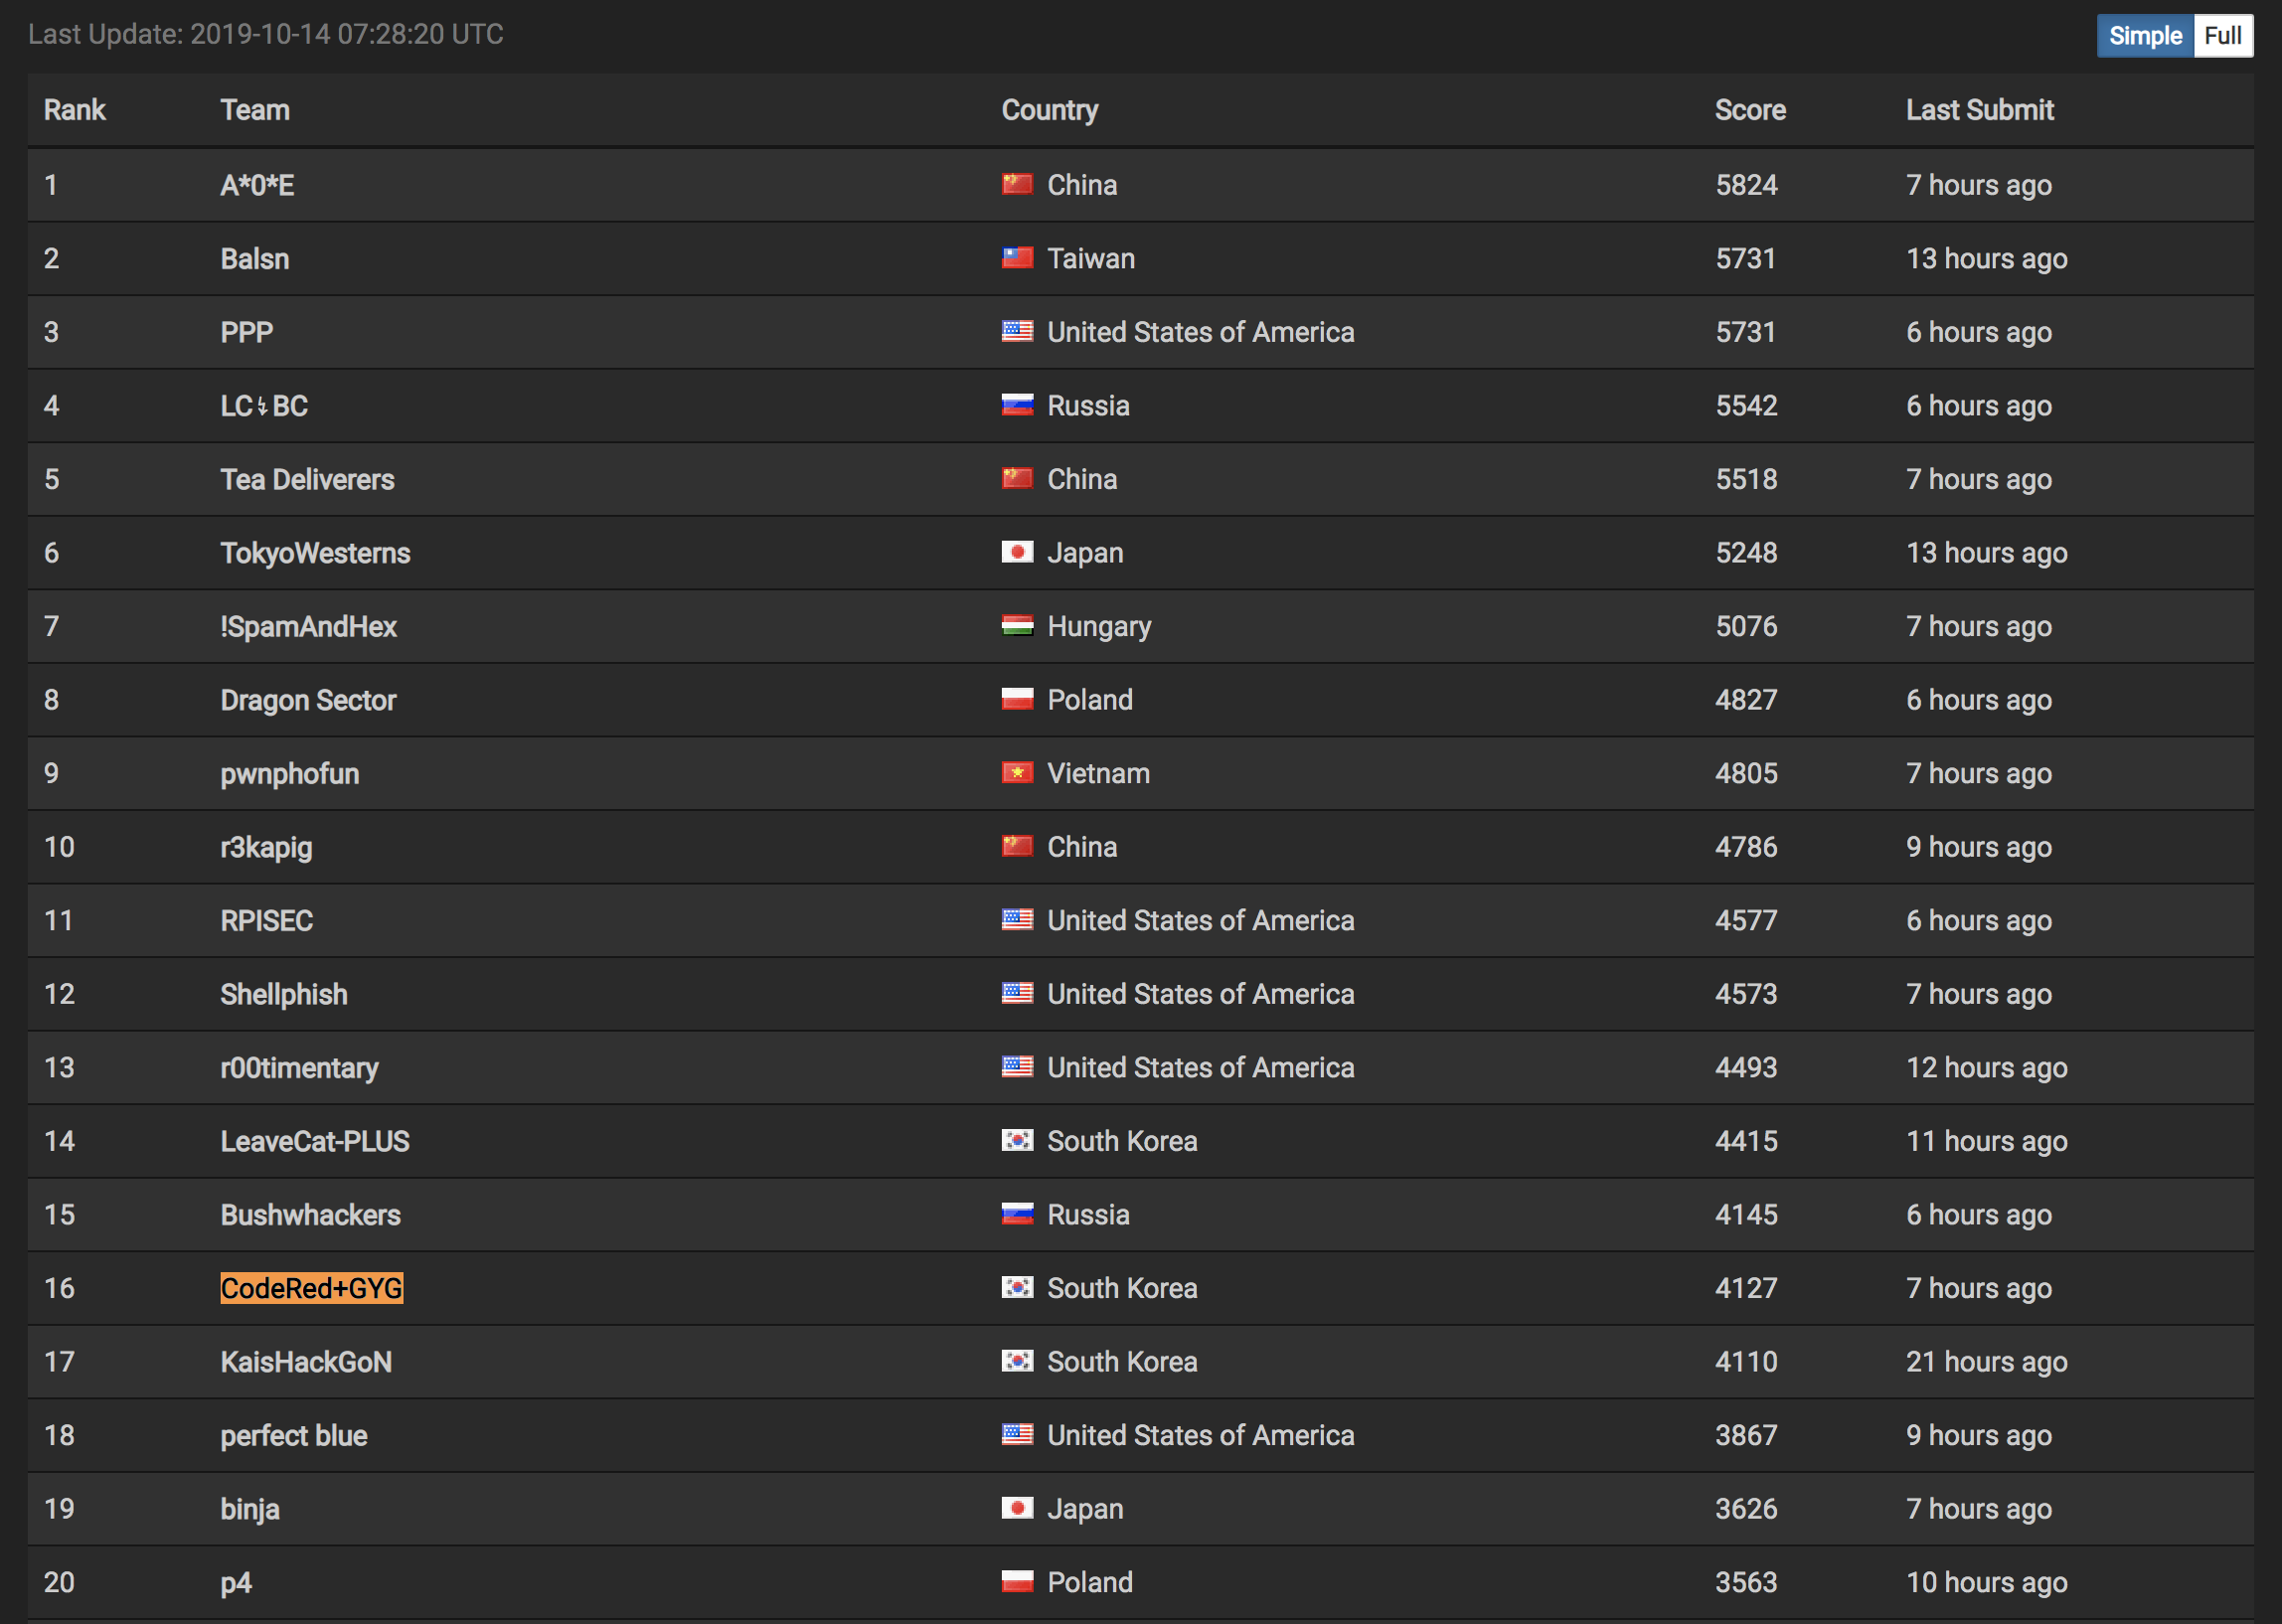 Last Update: 2019-10-14 07:28:20 UTC Simple Full
Rank Team Country Score Last Submit
1 A*0*E China 5824 7 hours ago
2 Balsn Taiwan 5731 13 hours ago
3 PPP United States of America 5731 6 hours ago
4 LC↯BC Russia 5542 6 hours ago
5 Tea Deliverers China 5518 7 hours ago
6 TokyoWesterns Japan 5248 13 hours ago
7 !SpamAndHex Hungary 5076 7 hours ago
8 Dragon Sector Poland 4827 6 hours ago
9 pwnphofun Vietnam 4805 7 hours ago
10 r3kapig China 4786 9 hours ago
11 RPISEC United States of America 4577 6 hours ago
12 Shellphish United States of America 4573 7 hours ago
13 r00timentary United States of America 4493 12 hours ago
14 LeaveCat-PLUS South Korea 4415 11 hours ago
15 Bushwhackers Russia 4145 6 hours ago
16 CodeRed+GYG South Korea 4127 7 hours ago
17 KaisHackGoN South Korea 4110 21 hours ago
18 perfect blue United States of America 3867 9 hours ago
19 binja Japan 3626 7 hours ago
20 p4 Poland 3563 10 hours ago